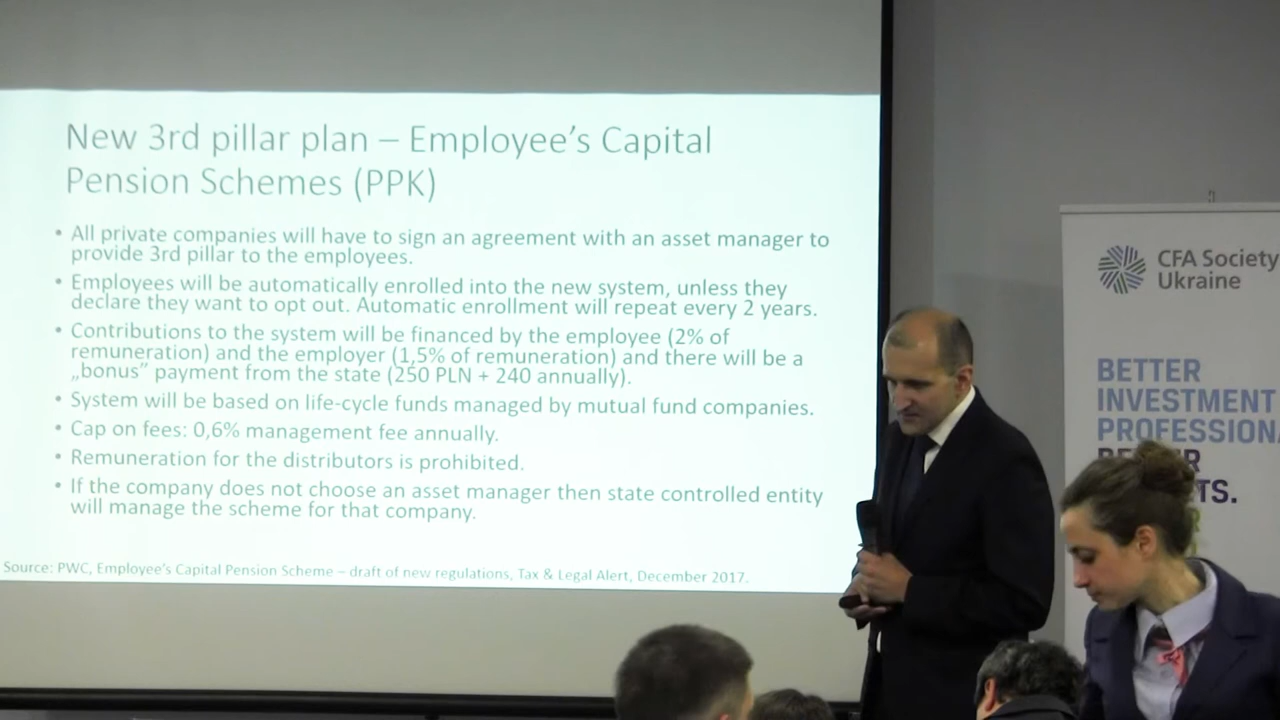 New 3rd pillar plan – Employee's Capital
Pension Schemes (PPK)
• All private companies will have to sign an agreement with an asset manager to
provide 3rd pillar to the employees.
• Employees will be automatically enrolled into the new system, unless they
declare they want to opt out. Automatic enrollment will repeat every 2 years.
• Contributions to the system will be financed by the employee (2% of
remuneration) and the employer (1,5% of remuneration) and there will be a
„bonus” payment from the state (250 PLN + 240 annually).
• System will be based on life-cycle funds managed by mutual fund companies.
• Cap on fees: 0,6% management fee annually.
• Remuneration for the distributors is prohibited.
• If the company does not choose an asset manager then state controlled entity
will manage the scheme for that company.
Source: PWC, Employee's Capital Pension Scheme – draft of new regulations, Tax & Legal Alert, December 2017.
CFA Society
Ukraine
BETTER
INVESTMENT